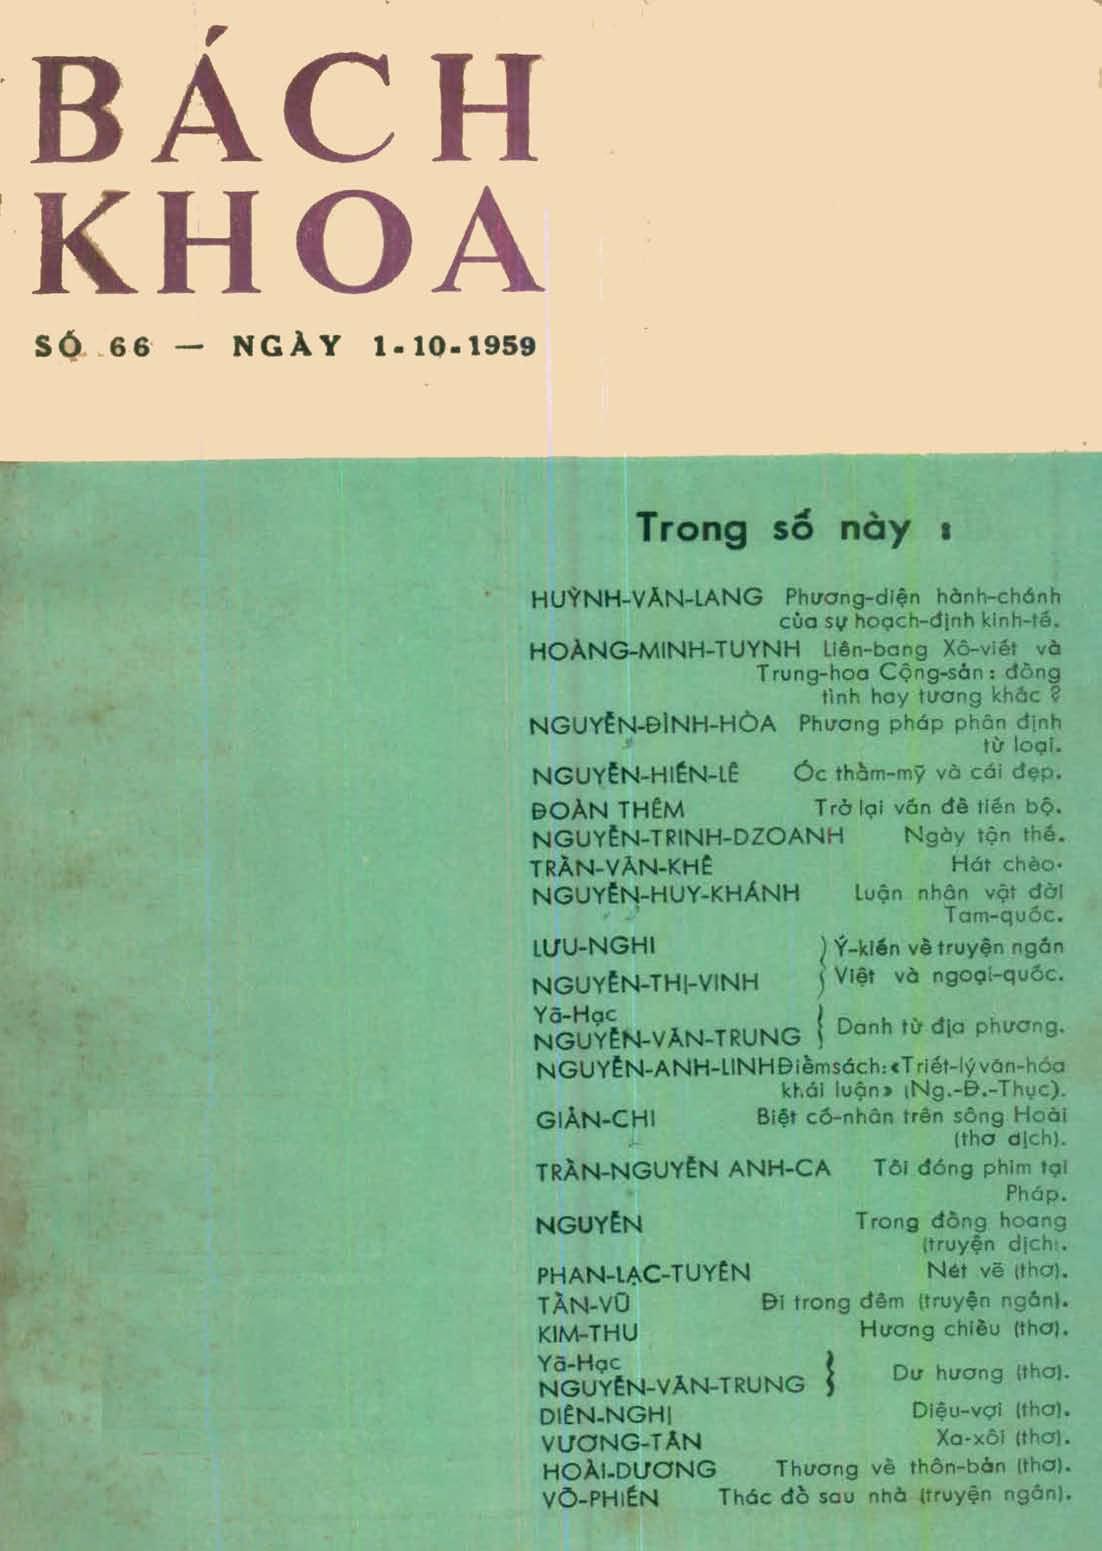 BÁCH
KHOA
SỐ 66 — NGÀY 1-10-1959
Trong số này :
HUỲNH-VĂN-LANG Phương-diện hành-chánh
của sự hoạch-định kinh-tế.
HOÀNG-MINH-TUYNH Liên-bang Xô-viết và
Trung-hoa Cộng-sản : đồng
tình hay tương khắc ?
NGUYỄN-ĐÌNH-HÒA Phương pháp phân định
từ loại.
NGUYỄN-HIẾN-LÊ Óc thẩm-mỹ và cái đẹp.
ĐOÀN THÊM Trở lại vấn đề tiến bộ.
NGUYỄN-TRINH-DZOANH Ngày tận thế.
TRẦN-VĂN-KHÊ Hát chèo.
NGUYỄN-HUY-KHÁNH Luận nhân vật đời
Tam-quốc.
LƯU-NGHI } Ý-kiến về truyện ngắn
NGUYỄN-THỊ-VINH Việt và ngoại-quốc.
Yã-Hạc
NGUYỄN-VĂN-TRUNG } Danh từ địa phương.
NGUYỄN-ANH-LINH Điềm sách: «Triết-lý văn-hóa
khái luận» (Ng.-Đ.-Thục).
GIẢN-CHI Biệt cố-nhân trên sông Hoài
(thơ dịch).
TRẦN-NGUYÊN ANH-CA Tôi đóng phim tại
Pháp.
NGUYỄN Trong đồng hoang
(truyện dịch).
PHAN-LẠC-TUYÊN Nét vẽ (thơ).
TẦN-VŨ Đi trong đêm (truyện ngắn).
KIM-THU Hương chiều (thơ).
Yã-Hạc
NGUYỄN-VĂN-TRUNG } Dư hương (thơ).
DIÊN-NGHỊ Diệu-vợi (thơ).
VƯƠNG-TÂN Xa-xôi (thơ).
HOÀI-DƯƠNG Thương về thôn-bản (thơ).
VÕ-PHIẾN Thác đổ sau nhà (truyện ngắn).